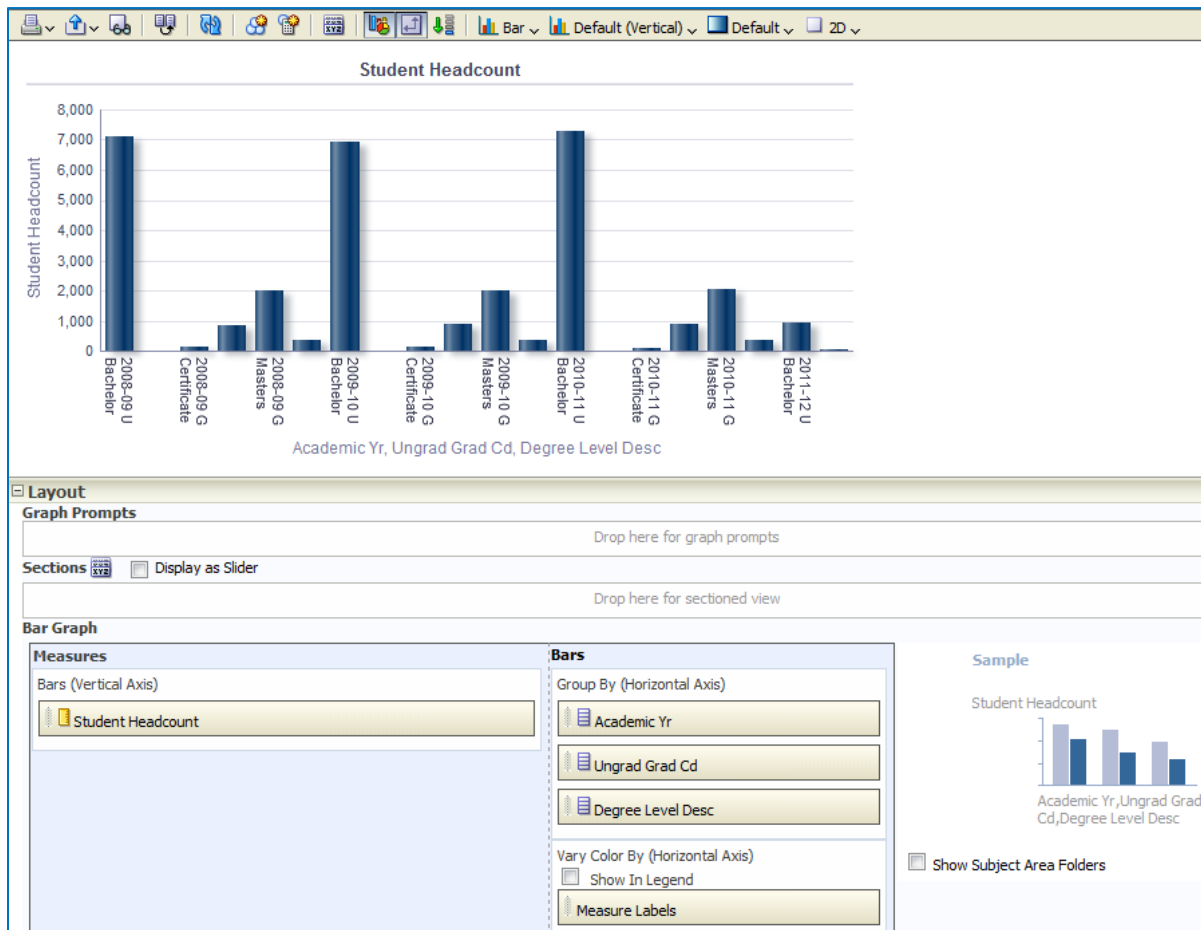 Bar Default (Vertical) Default 2D
Student Headcount
8,000
7,000
6,000
5,000
4,000
3,000
2,000
1,000
0
Student Headcount
2008-09 U
Bachelor
2008-09 G
Certificate
2008-09 G
Masters
2009-10 U
Bachelor
2009-10 G
Certificate
2009-10 G
Masters
2010-11 U
Bachelor
2010-11 G
Certificate
2010-11 G
Masters
2011-12 U
Bachelor
Academic Yr, Ungrad Grad Cd, Degree Level Desc
Layout
Graph Prompts
Drop here for graph prompts
Sections XYZ Display as Slider
Drop here for sectioned view
Bar Graph
Measures
Bars (Vertical Axis)
Student Headcount
Bars
Group By (Horizontal Axis)
Academic Yr
Ungrad Grad Cd
Degree Level Desc
Vary Color By (Horizontal Axis)
Show In Legend
Measure Labels
Sample
Student Headcount
Academic Yr,Ungrad Grad
Cd,Degree Level Desc
Show Subject Area Folders